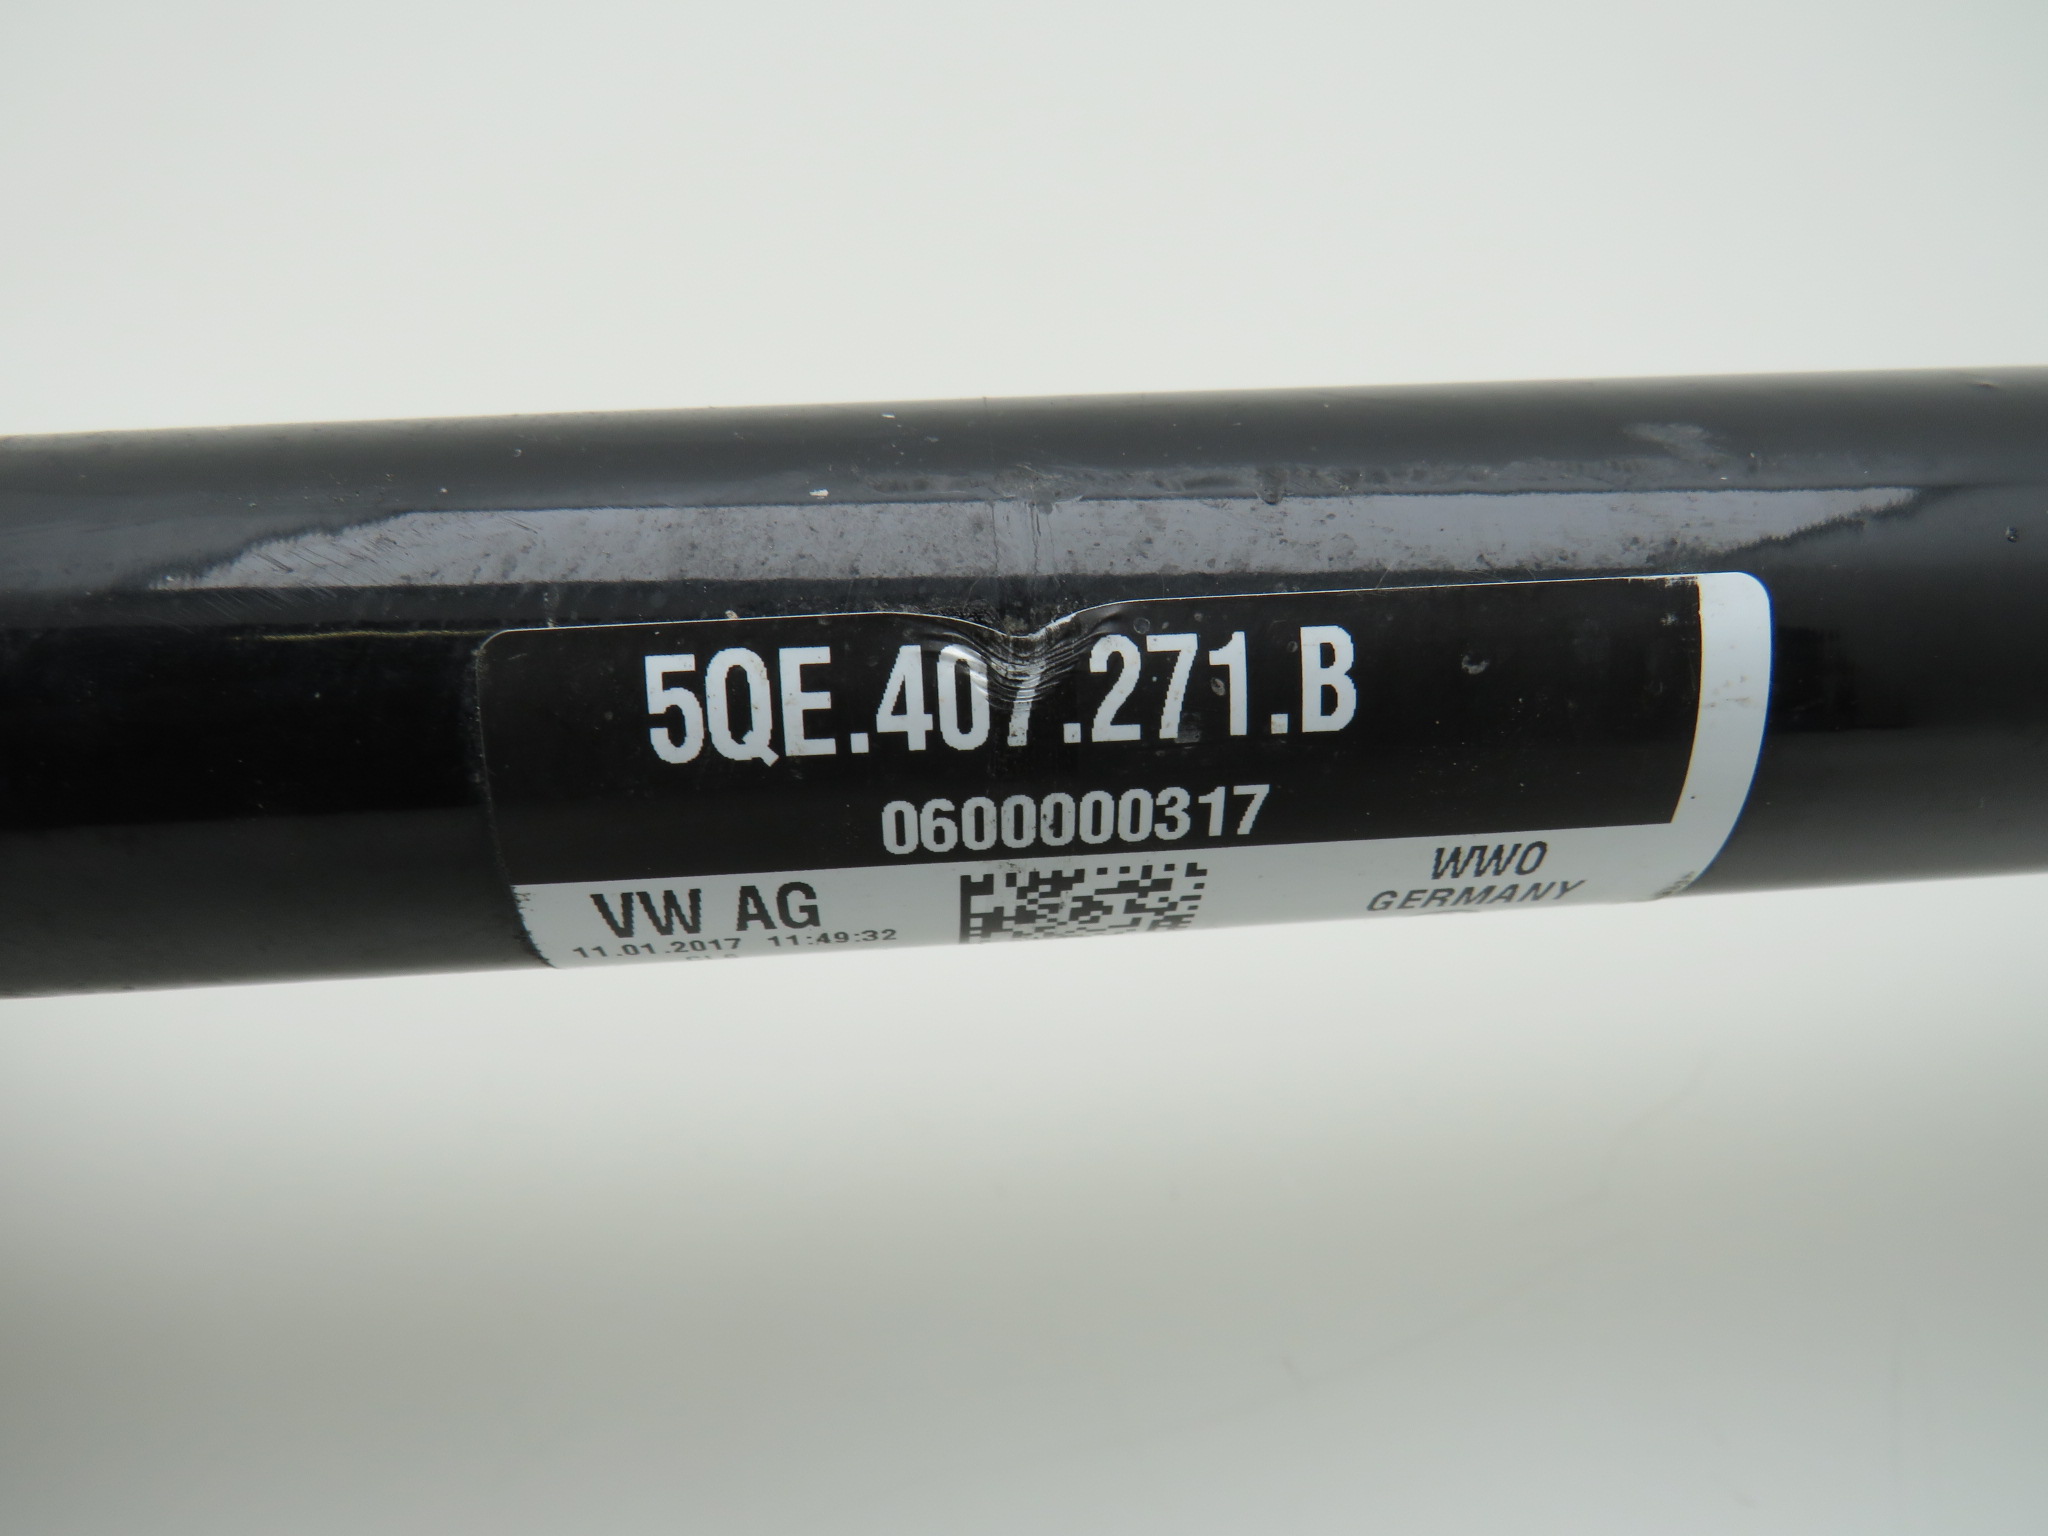 5QE.407.271.B
0600000317
VW AG
WWO
GERMANY
11.01.2017 11:49:32